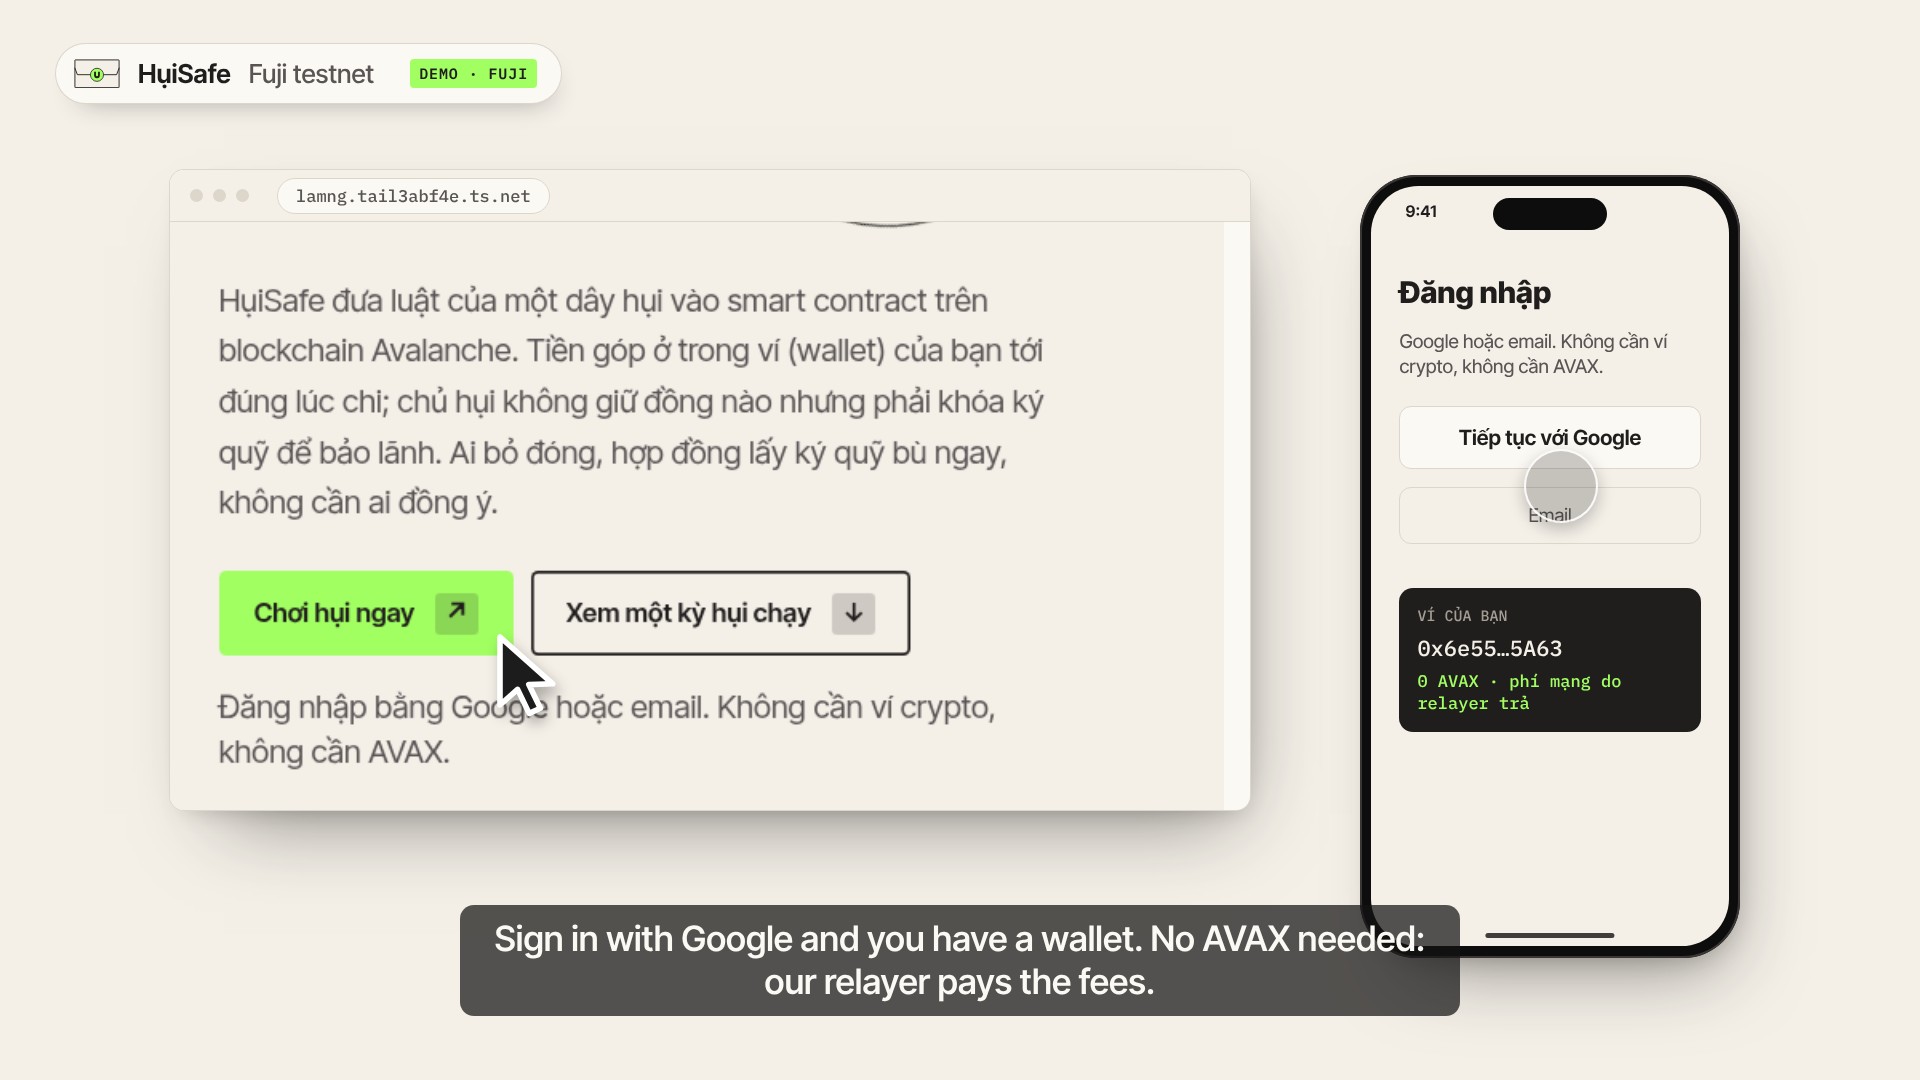 HụiSafe Fuji testnet DEMO · FUJI
lamng.tail3abf4e.ts.net
HụiSafe đưa luật của một dây hụi vào smart contract trên
blockchain Avalanche. Tiền góp ở trong ví (wallet) của bạn tới
đúng lúc chi; chủ hụi không giữ đồng nào nhưng phải khóa ký
quỹ để bảo lãnh. Ai bỏ đóng, hợp đồng lấy ký quỹ bù ngay,
không cần ai đồng ý.
Chơi hụi ngay
Xem một kỳ hụi chạy
Đăng nhập bằng Google hoặc email. Không cần ví crypto,
không cần AVAX.
9:41
Đăng nhập
Google hoặc email. Không cần ví
crypto, không cần AVAX.
Tiếp tục với Google
Email
VÍ CỦA BẠN
0x6e55…5A63
0 AVAX · phí mạng do
relayer trả
Sign in with Google and you have a wallet. No AVAX needed:
our relayer pays the fees.